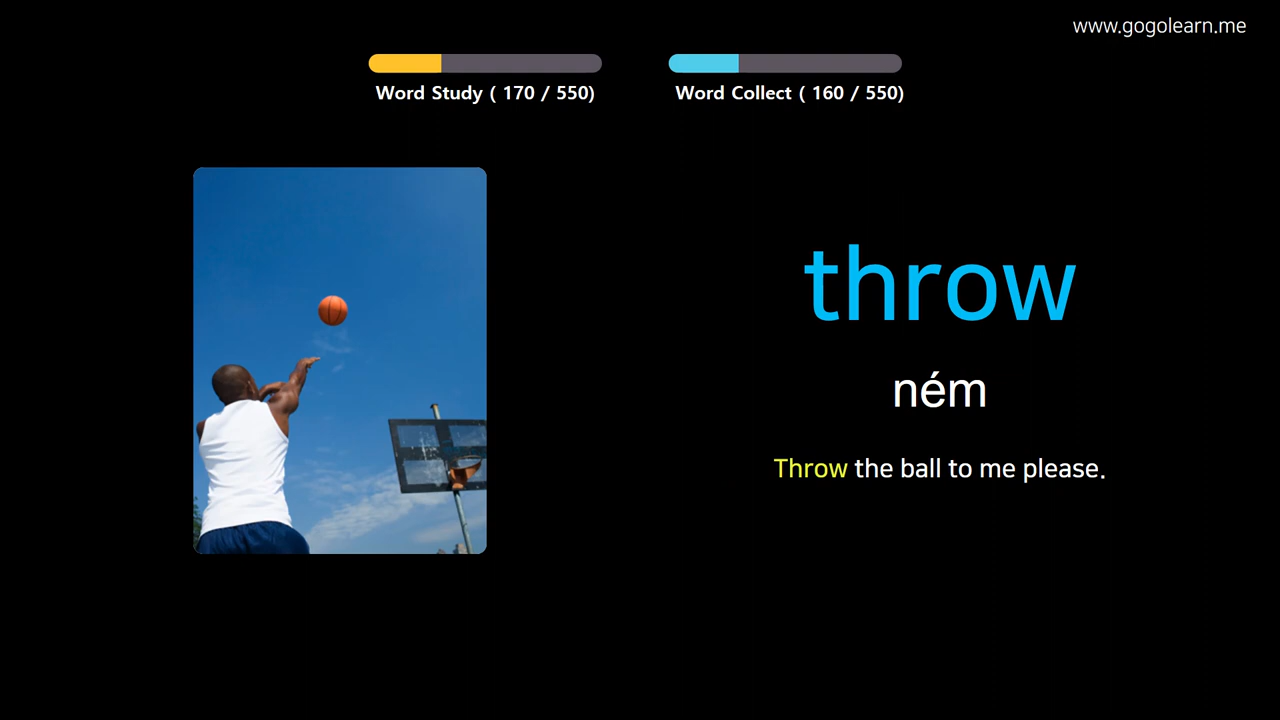 www.gogolearn.me
Word Study ( 170 / 550)
Word Collect ( 160 / 550)
throw
ném
Throw the ball to me please.